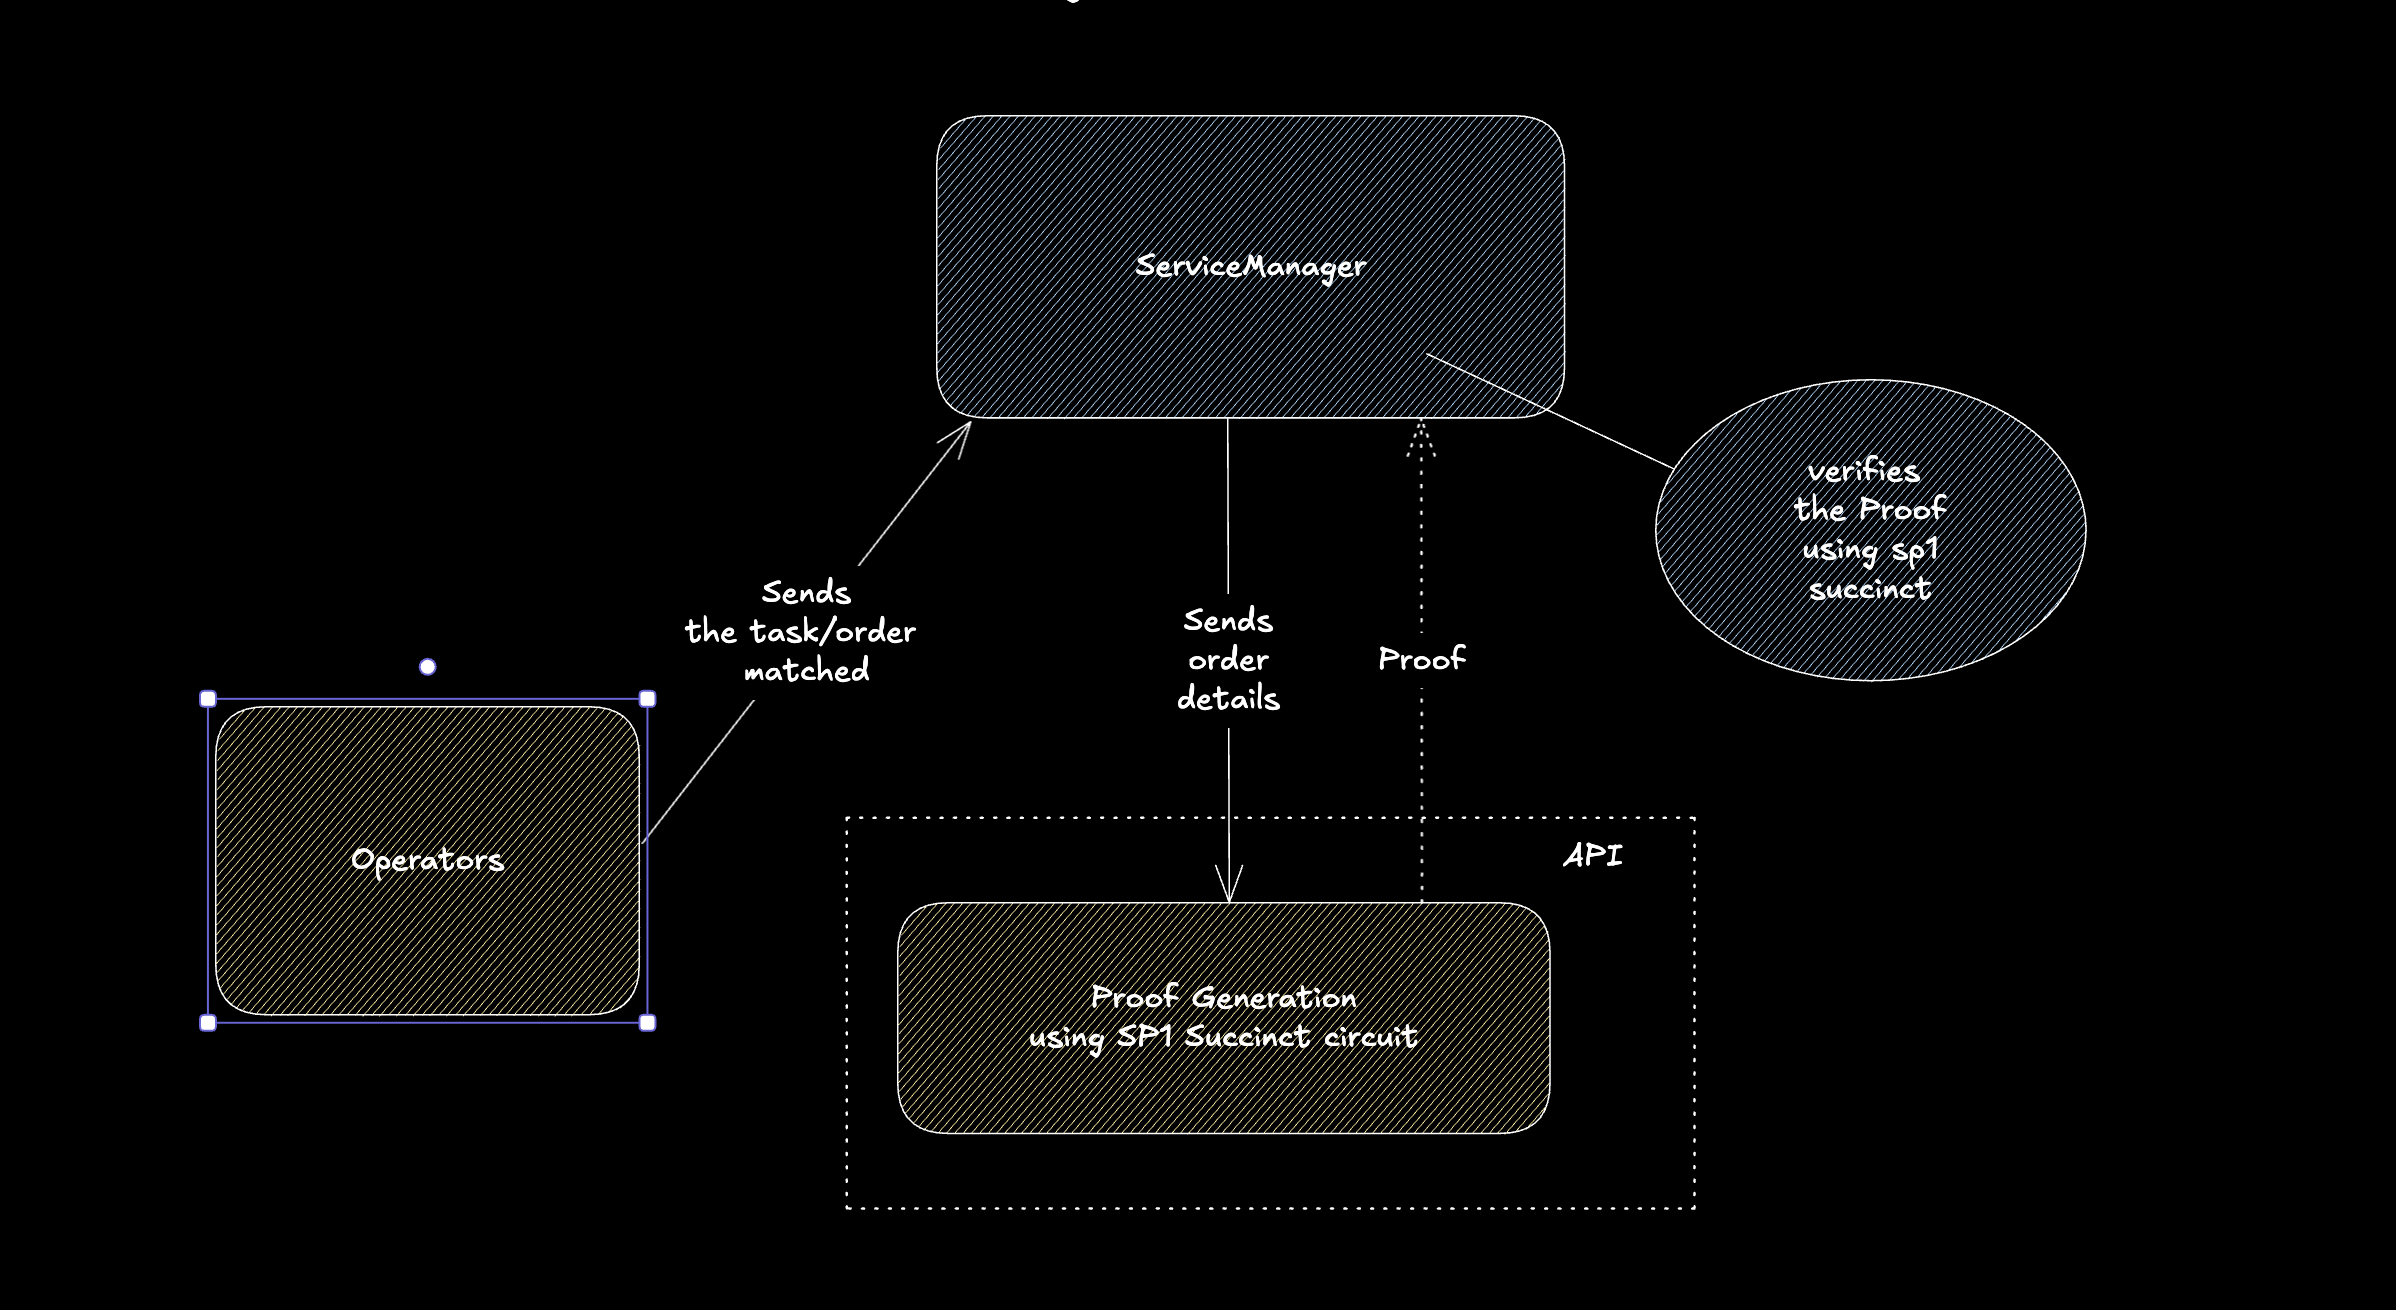 ServiceManager
verifies
the Proof
using sp1
succinct
Sends
the task/order
matched
Sends
order
details
Proof
Operators
API
Proof Generation
using SP1 Succinct circuit